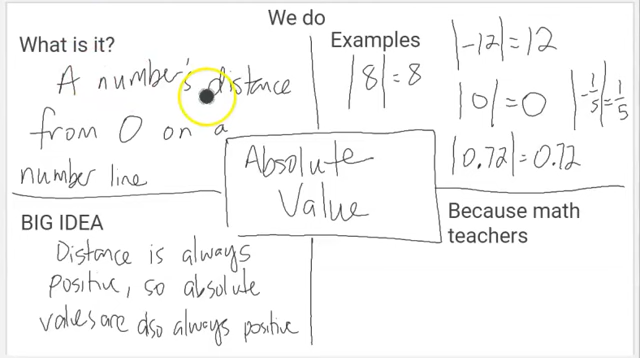 We do
What is it?
A number's distance
from 0 on a
number line
Examples
|8| = 8
|-12| = 12
|0| = 0
|-1/5| = 1/5
|0.72| = 0.72
Absolute
Value
BIG IDEA
Distance is always
positive, so absolute
values are also always positive
Because math
teachers